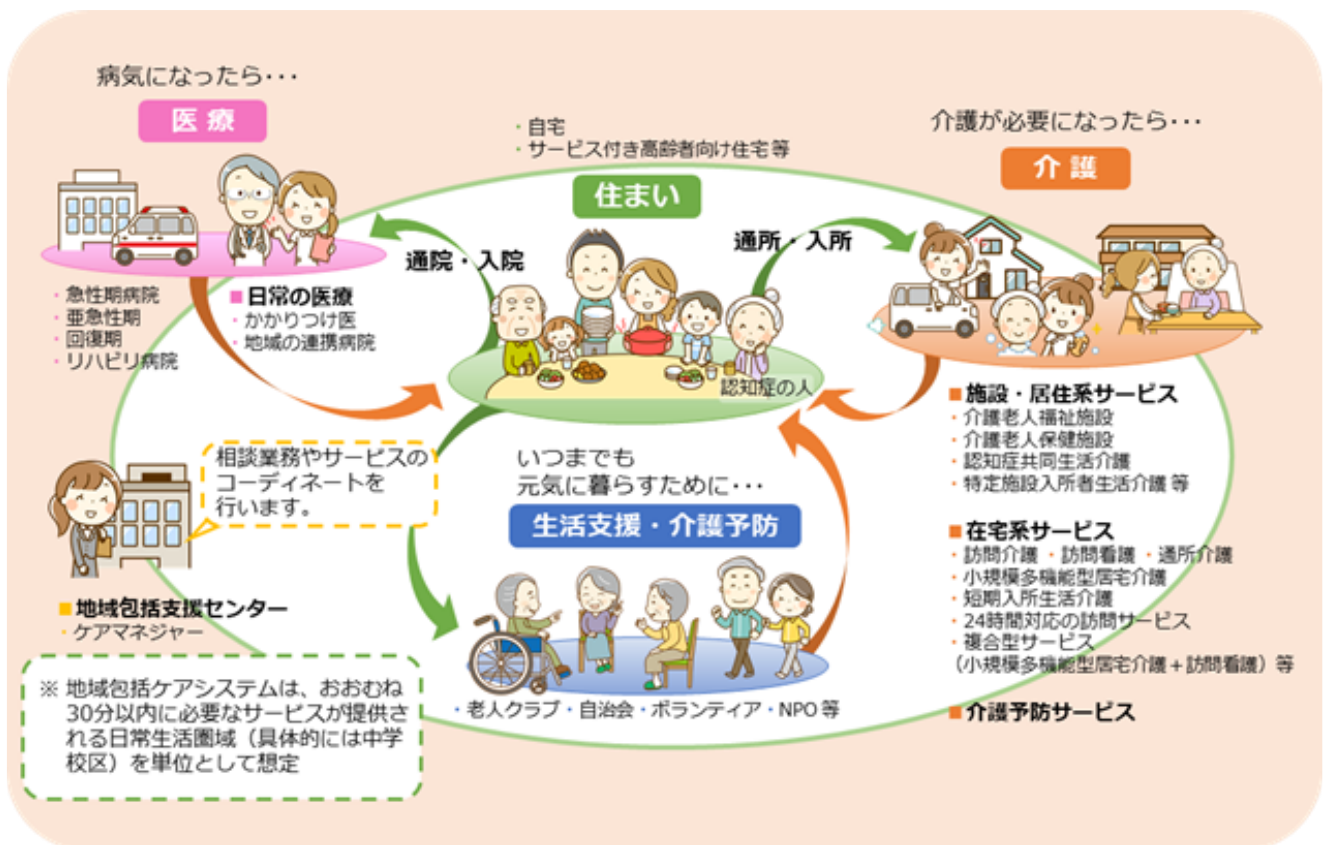 病気になったら･･･
医療
・急性期病院
・亜急性期
・回復期
・リハビリ病院
■日常の医療
・かかりつけ医
・地域の連携病院
通院・入院
・自宅
・サービス付き高齢者向け住宅 等
住まい
認知症の人
通所・入所
介護が必要になったら･･･
介護
■施設・居住系サービス
・介護老人福祉施設
・介護老人保健施設
・認知症共同生活介護
・特定施設入所者生活介護 等
■在宅系サービス
・訪問介護 ・訪問看護 ・通所介護
・小規模多機能型居宅介護
・短期入所生活介護
・24時間対応の訪問サービス
・複合型サービス
（小規模多機能型居宅介護＋訪問看護）等
■介護予防サービス
相談業務やサービスの
コーディネートを
行います。
■地域包括支援センター
・ケアマネジャー
いつまでも
元気に暮らすために･･･
生活支援・介護予防
・老人クラブ・自治会・ボランティア・NPO 等
※ 地域包括ケアシステムは、おおむね
30分以内に必要なサービスが提供さ
れる日常生活圏域（具体的には中学
校区）を単位として想定